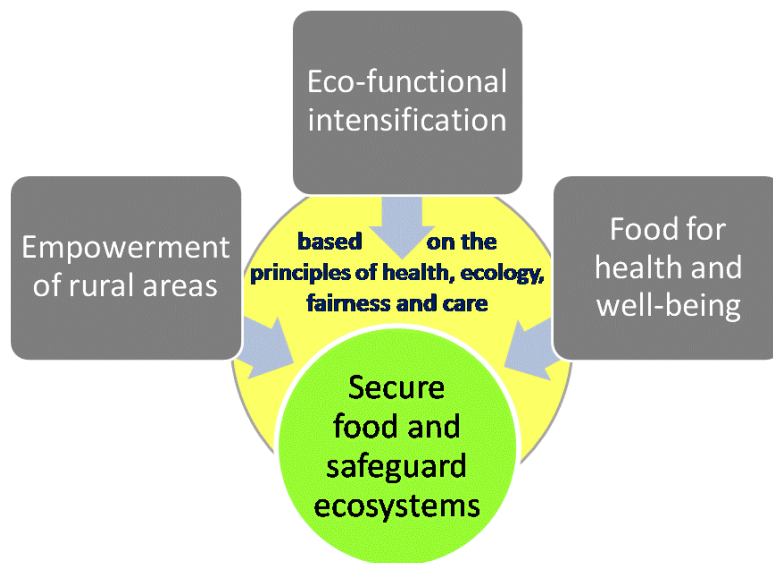 Eco-functional
intensification
Empowerment
of rural areas
Food for
health and
well-being
based on the
principles of health, ecology,
fairness and care
Secure
food and
safeguard
ecosystems